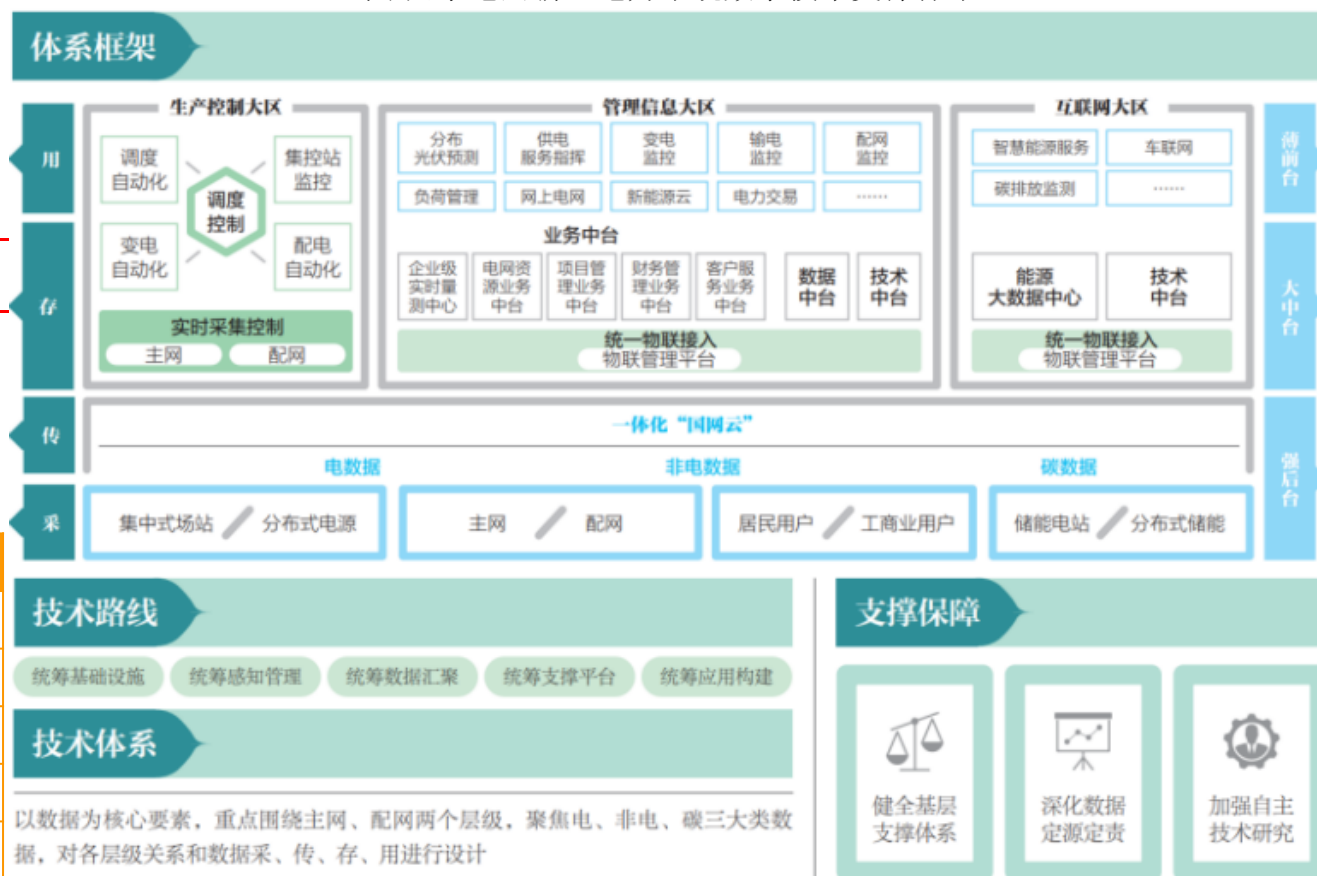 体系框架
用
存
传
采
生产控制大区
调度
自动化
集控站
监控
调度
控制
变电
自动化
配电
自动化
实时采集控制
主网
配网
管理信息大区
分布
光伏预测
供电
服务指挥
变电
监控
输电
监控
配网
监控
负荷管理
网上电网
新能源云
电力交易
……
业务中台
企业级
实时量
测中心
电网资
源业务
中台
项目管
理业务
中台
财务管
理业务
中台
客户服
务业务
中台
数据
中台
技术
中台
统一物联接入
物联管理平台
互联网大区
智慧能源服务
车联网
碳排放监测
……
能源
大数据中心
技术
中台
统一物联接入
物联管理平台
薄前台
大中台
强后台
一体化“国网云”
电数据
非电数据
碳数据
集中式场站
分布式电源
主网
配网
居民用户
工商业用户
储能电站
分布式储能
技术路线
统筹基础设施
统筹感知管理
统筹数据汇聚
统筹支撑平台
统筹应用构建
技术体系
以数据为核心要素，重点围绕主网、配网两个层级，聚焦电、非电、碳三大类数
据，对各层级关系和数据采、传、存、用进行设计
支撑保障
健全基层
支撑体系
深化数据
定源定责
加强自主
技术研究